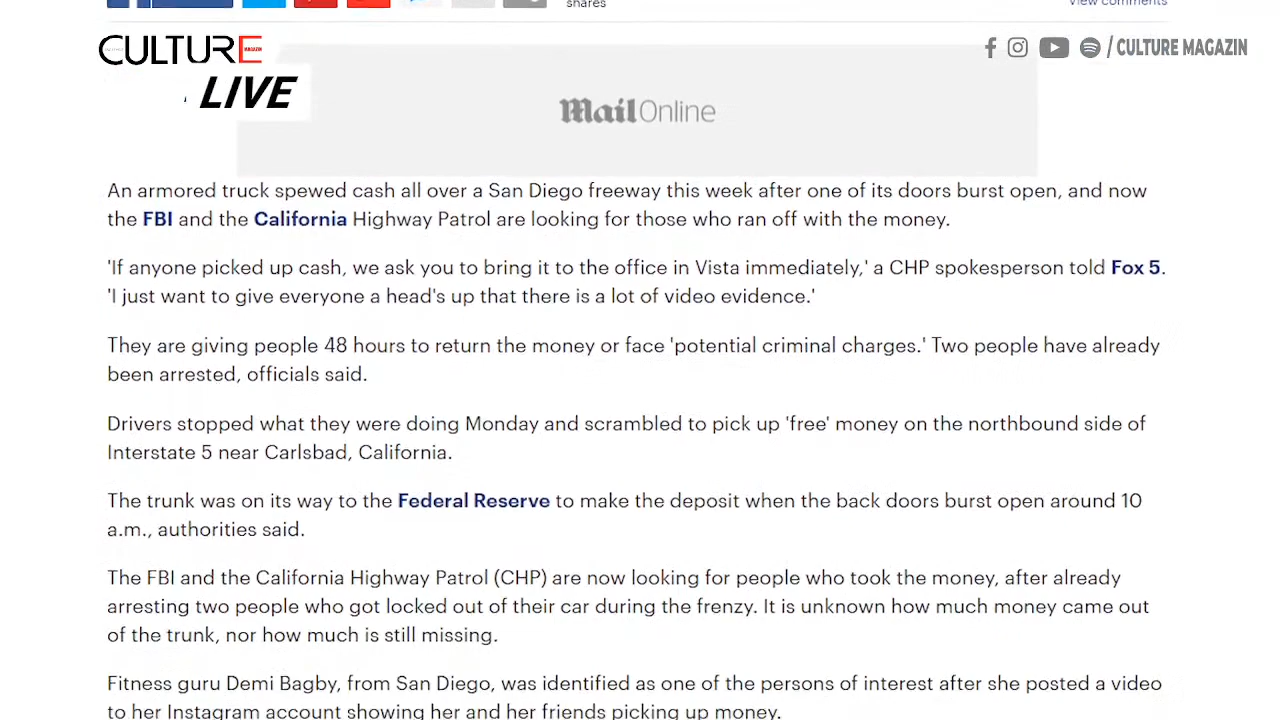 shares
View comments
CULTURE
MAGAZIN
LIVE
/ CULTURE MAGAZIN
Mail Online
An armored truck spewed cash all over a San Diego freeway this week after one of its doors burst open, and now
the FBI and the California Highway Patrol are looking for those who ran off with the money.
'If anyone picked up cash, we ask you to bring it to the office in Vista immediately,' a CHP spokesperson told Fox 5.
'I just want to give everyone a head's up that there is a lot of video evidence.'
They are giving people 48 hours to return the money or face 'potential criminal charges.' Two people have already
been arrested, officials said.
Drivers stopped what they were doing Monday and scrambled to pick up 'free' money on the northbound side of
Interstate 5 near Carlsbad, California.
The trunk was on its way to the Federal Reserve to make the deposit when the back doors burst open around 10
a.m., authorities said.
The FBI and the California Highway Patrol (CHP) are now looking for people who took the money, after already
arresting two people who got locked out of their car during the frenzy. It is unknown how much money came out
of the trunk, nor how much is still missing.
Fitness guru Demi Bagby, from San Diego, was identified as one of the persons of interest after she posted a video
to her Instagram account showing her and her friends picking up money.